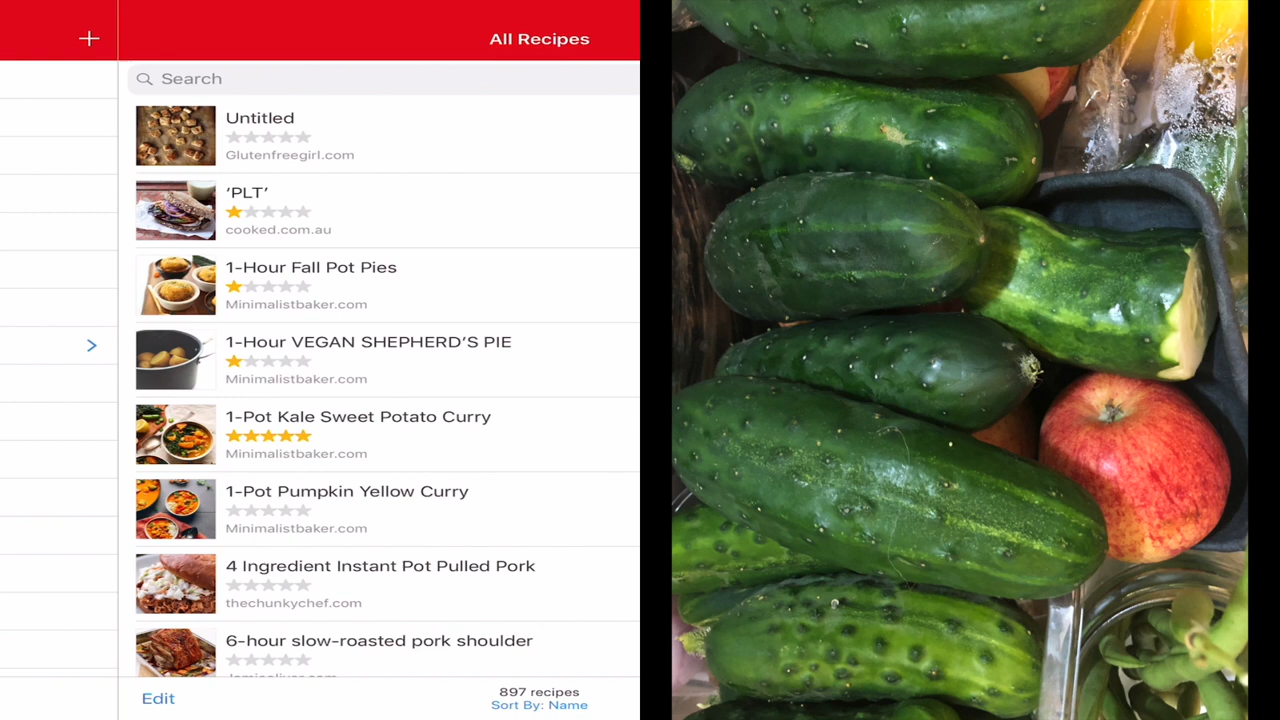 All Recipes
Search
Untitled
Glutenfreegirl.com
‘PLT’
cooked.com.au
1-Hour Fall Pot Pies
Minimalistbaker.com
1-Hour VEGAN SHEPHERD’S PIE
Minimalistbaker.com
1-Pot Kale Sweet Potato Curry
Minimalistbaker.com
1-Pot Pumpkin Yellow Curry
Minimalistbaker.com
4 Ingredient Instant Pot Pulled Pork
thechunkychef.com
6-hour slow-roasted pork shoulder
Edit
897 recipes
Sort By: Name